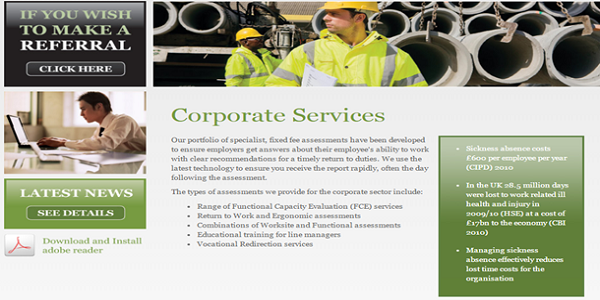 IF YOU WISH
TO MAKE A
REFERRAL
CLICK HERE
LATEST NEWS
SEE DETAILS
Download and Install
adobe reader
Corporate Services
Our portfolio of specialist, fixed fee assessments have been developed
to ensure employers get answers about their employee's ability to work
with clear recommendations for a timely return to duties. We use the
latest technology to ensure you receive the report rapidly, often the day
following the assessment.
The types of assessments we provide for the corporate sector include:
• Range of Functional Capacity Evaluation (FCE) services
• Return to Work and Ergonomic assessments
• Combinations of Worksite and Functional assessments
• Educational training for line managers
• Vocational Redirection services
• Sickness absence costs
£600 per employee per year
(CIPD) 2010
• In the UK 28.5 million days
were lost to work related ill
health and injury in
2009/10 (HSE) at a cost of
£17bn to the economy (CBI
2010)
• Managing sickness
absence effectively reduces
lost time costs for the
organisation